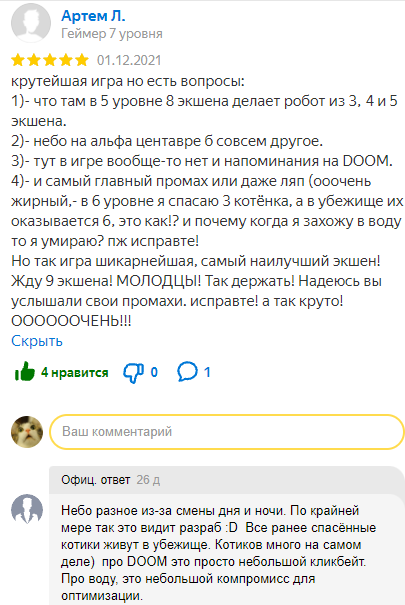 Артем Л.
Геймер 7 уровня
01.12.2021
крутейшая игра но есть вопросы:
1)- что там в 5 уровне 8 экшена делает робот из 3, 4 и 5
экшена.
2)- небо на альфа центавре б совсем другое.
3)- тут в игре вообще-то нет и напоминания на DOOM.
4)- и самый главный промах или даже ляп (ооочень
жирный,- в 6 уровне я спасаю 3 котёнка, а в убежище их
оказывается 6, это как!? и почему когда я захожу в воду
то я умираю? пж исправте!
Но так игра шикарнейшая, самый наилучший экшен!
Жду 9 экшена! МОЛОДЦЫ! Так держать! Надеюсь вы
услышали свои промахи. исправте! а так круто!
ООООООЧЕНЬ!!!
Скрыть
4 нравится 0 1
Ваш комментарий
Офиц. ответ 26 д
Небо разное из-за смены дня и ночи. По крайней
мере так это видит разраб :D Все ранее спасённые
котики живут в убежище. Котиков много на самом
деле) про DOOM это просто небольшой кликбейт.
Про воду, это небольшой компромисс для
оптимизации.